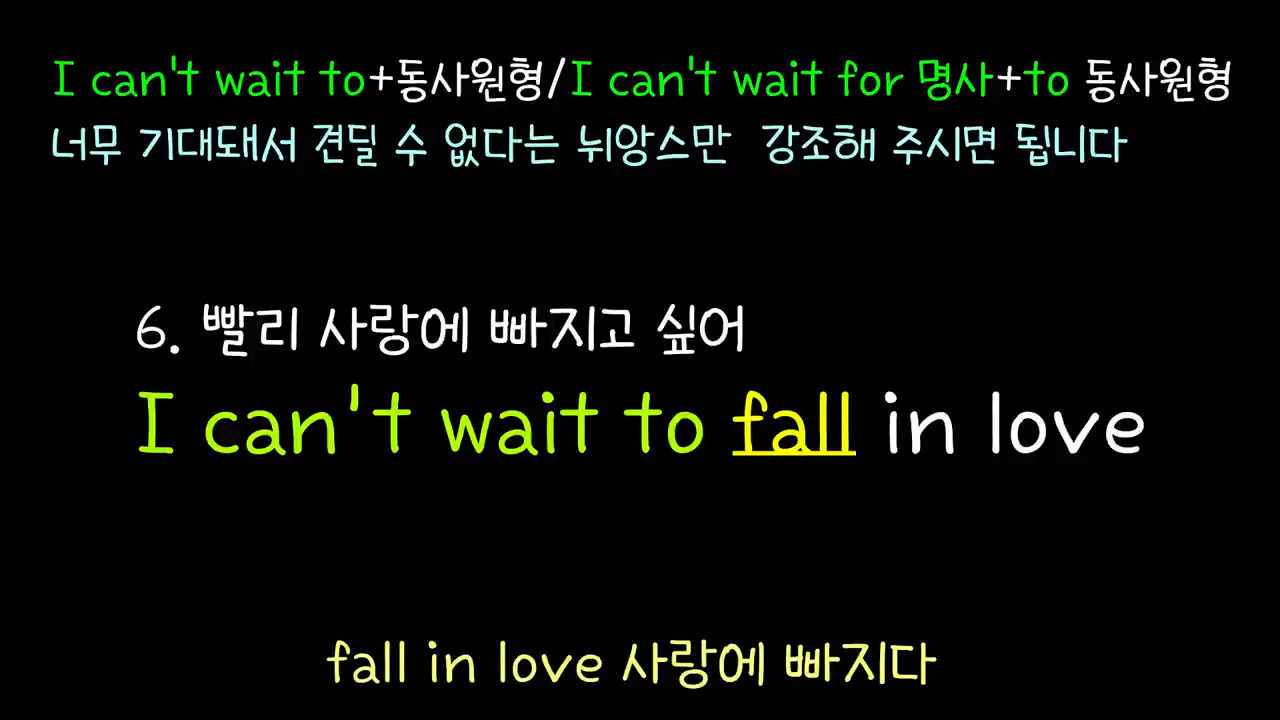 I can't wait to+동사원형/I can't wait for 명사+to 동사원형
너무 기대돼서 견딜 수 없다는 뉘앙스만 강조해 주시면 됩니다
6. 빨리 사랑에 빠지고 싶어
I can't wait to fall in love
fall in love 사랑에 빠지다